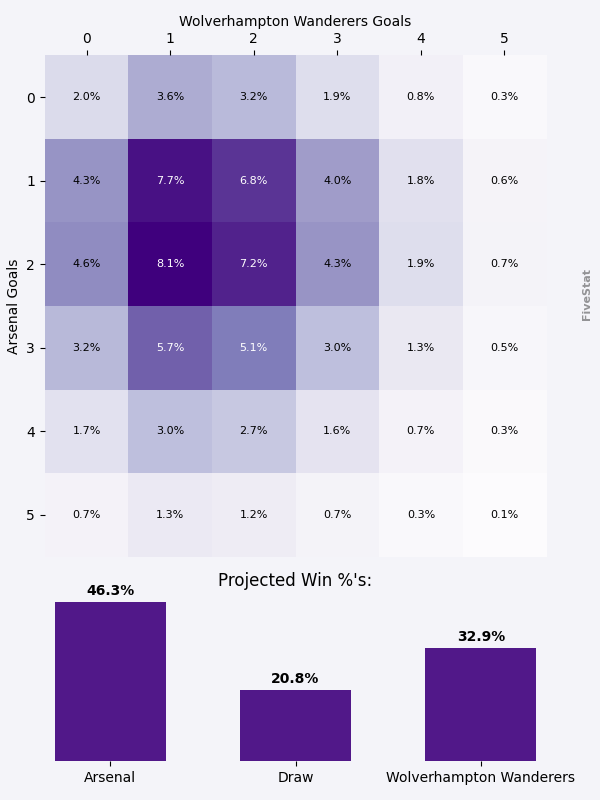 Wolverhampton Wanderers Goals
0 1 2 3 4 5
0 2.0% 3.6% 3.2% 1.9% 0.8% 0.3%
1 4.3% 7.7% 6.8% 4.0% 1.8% 0.6%
2 4.6% 8.1% 7.2% 4.3% 1.9% 0.7%
3 3.2% 5.7% 5.1% 3.0% 1.3% 0.5%
4 1.7% 3.0% 2.7% 1.6% 0.7% 0.3%
5 0.7% 1.3% 1.2% 0.7% 0.3% 0.1%
Arsenal Goals
FiveStat
Projected Win %'s:
46.3% 20.8% 32.9%
Arsenal Draw Wolverhampton Wanderers